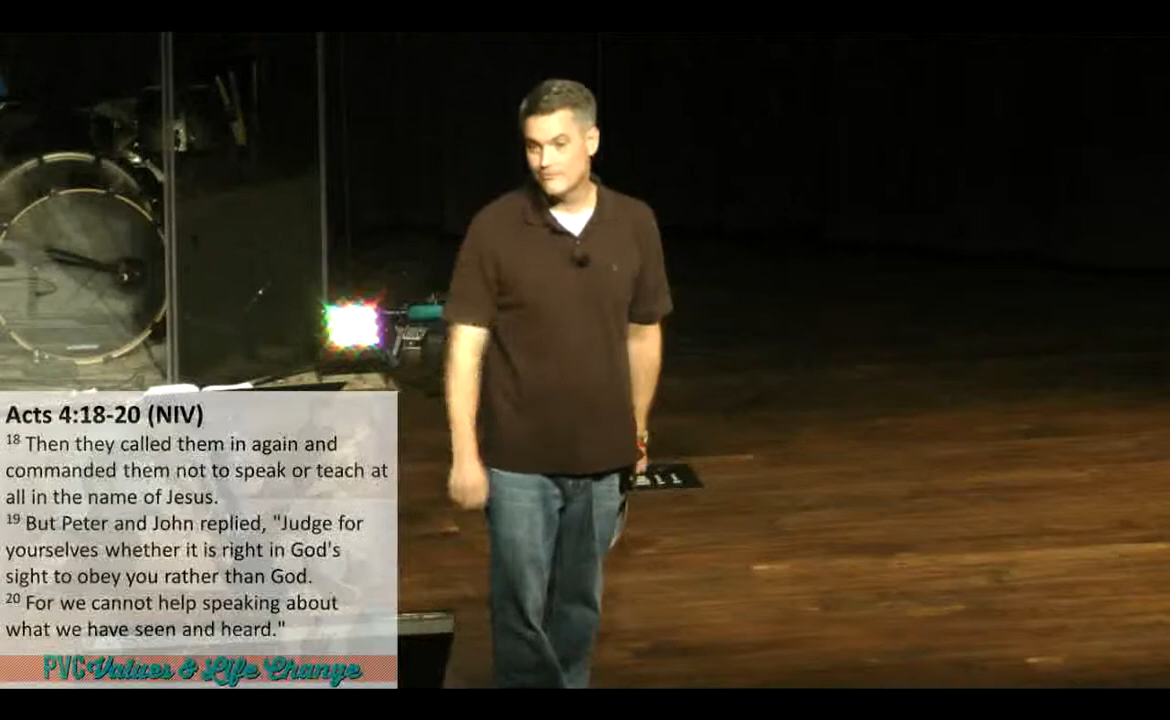 Acts 4:18-20 (NIV)
18 Then they called them in again and
commanded them not to speak or teach at
all in the name of Jesus.
19 But Peter and John replied, "Judge for
yourselves whether it is right in God's
sight to obey you rather than God.
20 For we cannot help speaking about
what we have seen and heard."
PVC Values & Life Change